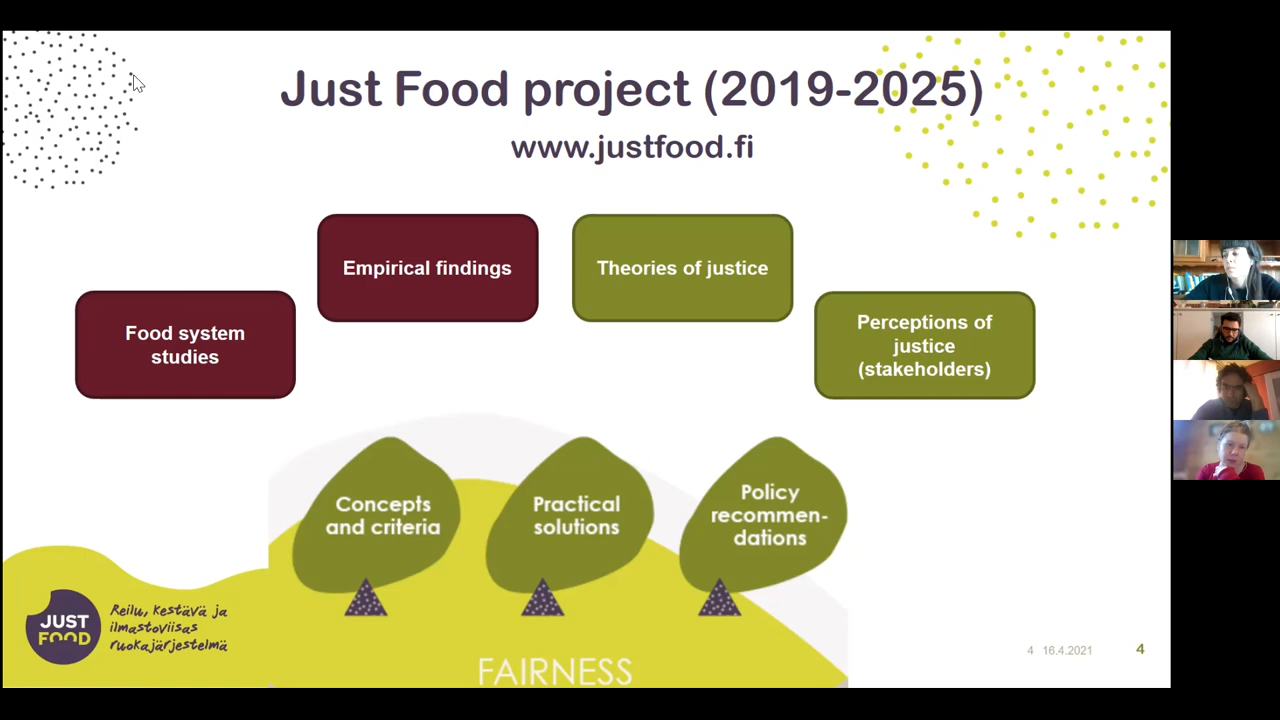 Just Food project (2019-2025)
www.justfood.fi
Empirical findings
Theories of justice
Food system
studies
Perceptions of
justice
(stakeholders)
Concepts
and criteria
Practical
solutions
Policy
recommen-
dations
JUST
FOOD
Reilu, kestävä ja
ilmastoviisas
ruokajärjestelmä
FAIRNESS
4 16.4.2021
4